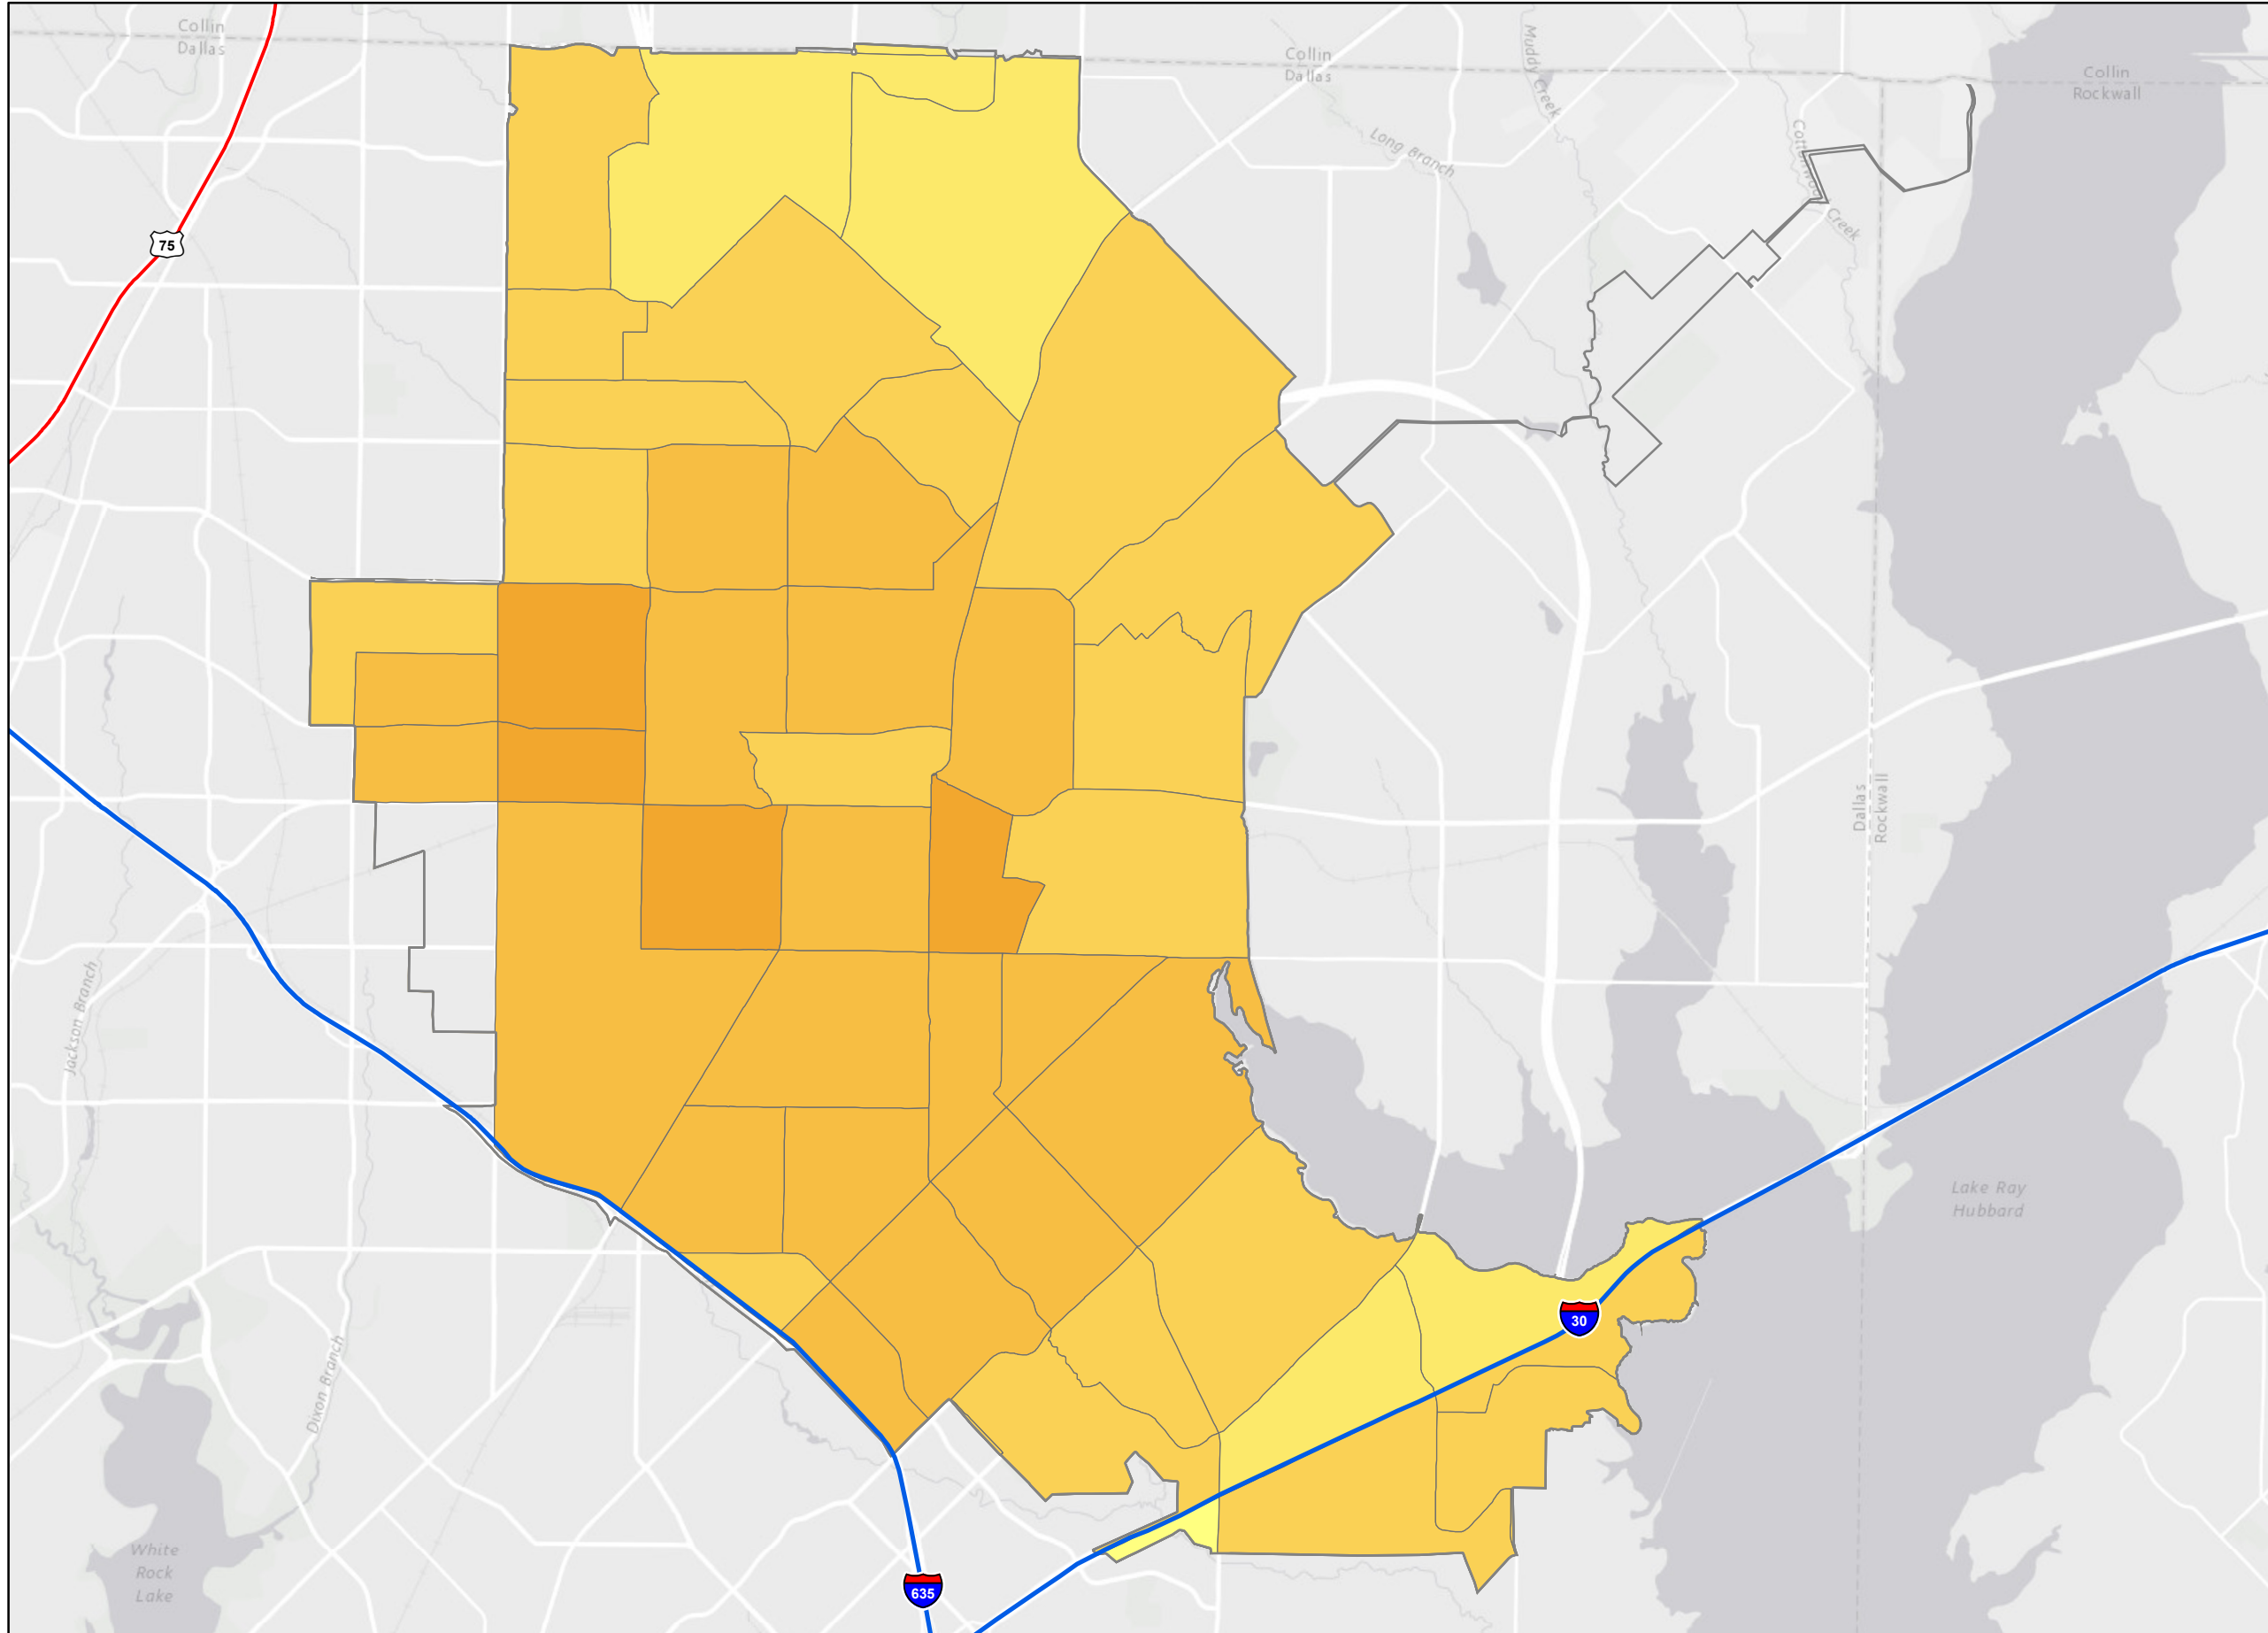 Collin
Dallas
Collin
Dallas
Muddy Creek
Collin
Rockwall
Long Branch
Cottonwood
Creek
75
Dallas
Rockwall
Jackson Branch
Lake Ray
Hubbard
30
Dixon Branch
White
Rock
Lake
635